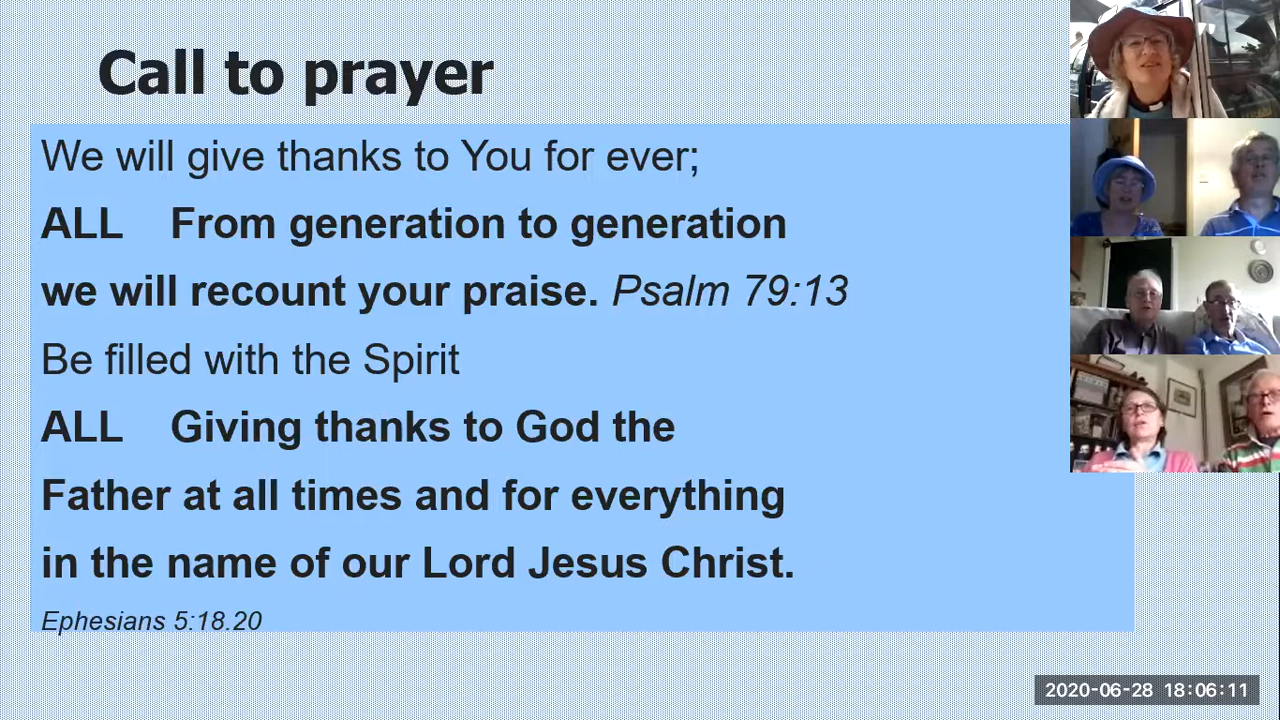 Call to prayer
We will give thanks to You for ever;
ALL From generation to generation
we will recount your praise. Psalm 79:13
Be filled with the Spirit
ALL Giving thanks to God the
Father at all times and for everything
in the name of our Lord Jesus Christ.
Ephesians 5:18.20
2020-06-28 18:06:11